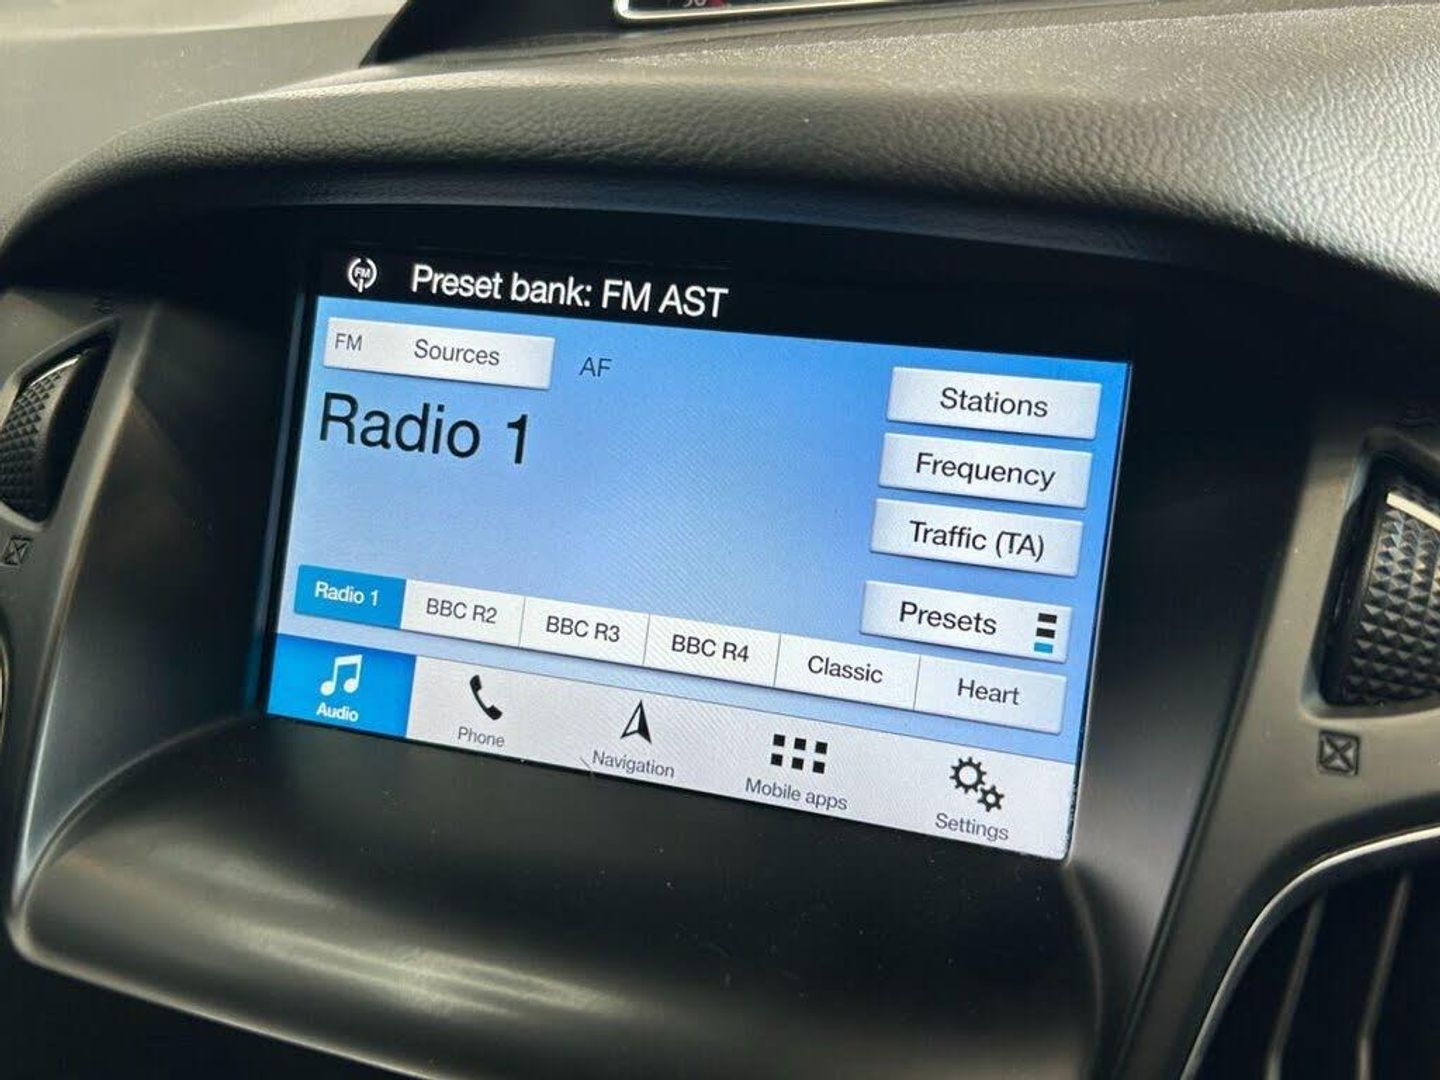 FM
Preset bank: FM AST
FM Sources
AF
Stations
Radio 1
Frequency
Traffic (TA)
Presets
Radio 1
BBC R2
BBC R3
BBC R4
Classic
Heart
Audio
Phone
Navigation
Mobile apps
Settings